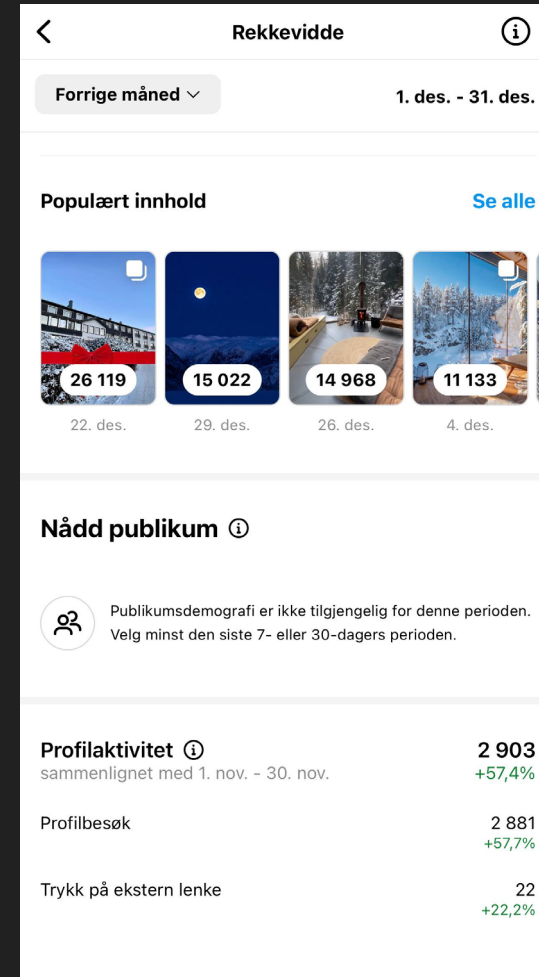 Rekkevidde
Forrige måned
1. des. - 31. des.
Populært innhold
Se alle
26 119
15 022
14 968
11 133
22. des.
29. des.
26. des.
4. des.
Nådd publikum
Publikumsdemografi er ikke tilgjengelig for denne perioden.
Velg minst den siste 7- eller 30-dagers perioden.
Profilaktivitet
2 903
sammenlignet med 1. nov. - 30. nov.
+57,4%
Profilbesøk
2 881
+57,7%
Trykk på ekstern lenke
22
+22,2%